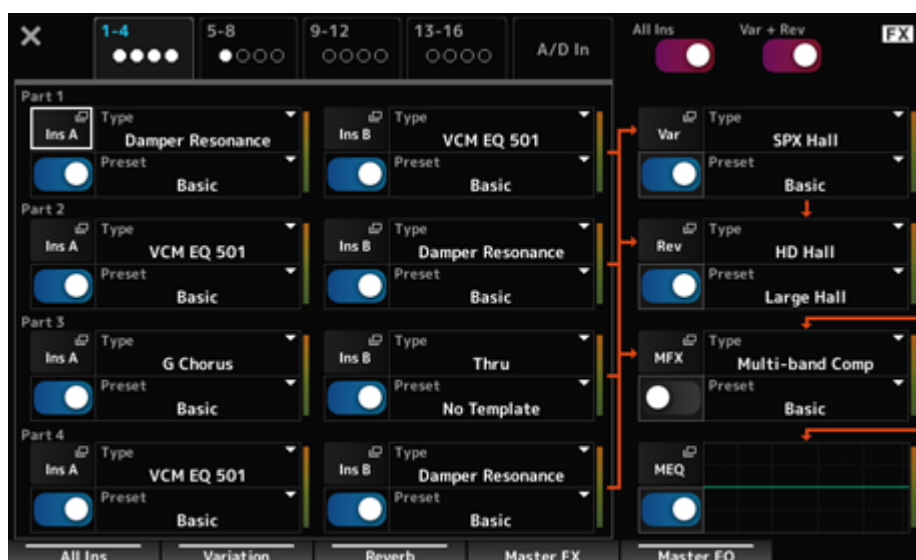 1-4 5-8 9-12 13-16 A/D In All Ins Var + Rev FX
Part 1
Ins A Type Damper Resonance Ins B Type VCM EQ 501 Var Type SPX Hall
Preset Basic Preset Basic Preset Basic
Part 2
Ins A Type VCM EQ 501 Ins B Type Damper Resonance Rev Type HD Hall
Preset Basic Preset Basic Preset Large Hall
Part 3
Ins A Type G Chorus Ins B Type Thru MFX Type Multi-band Comp
Preset Basic Preset No Template Preset Basic
Part 4
Ins A Type VCM EQ 501 Ins B Type Damper Resonance MEQ
Preset Basic Preset Basic
All Ins Variation Reverb Master FX Master EQ